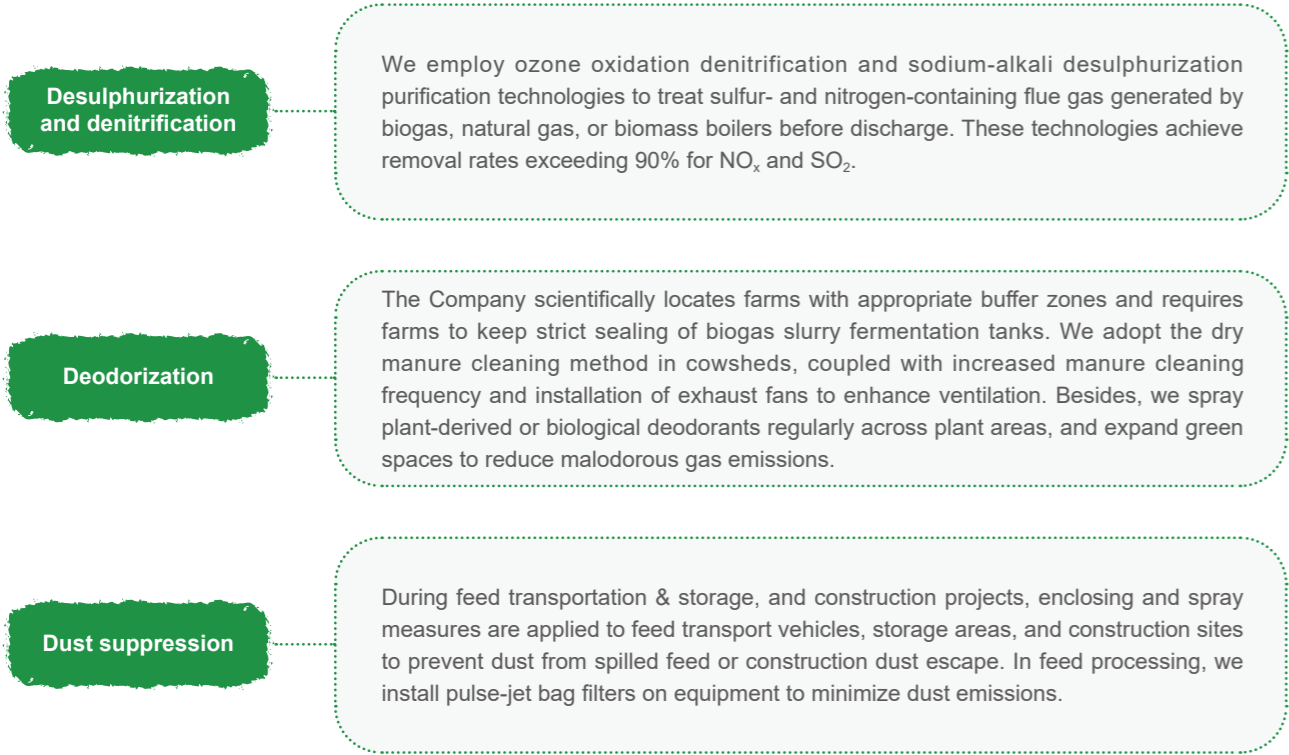 Desulphurization
and denitrification
We employ ozone oxidation denitrification and sodium-alkali desulphurization
purification technologies to treat sulfur- and nitrogen-containing flue gas generated by
biogas, natural gas, or biomass boilers before discharge. These technologies achieve
removal rates exceeding 90% for NOₓ and SO₂.
Deodorization
The Company scientifically locates farms with appropriate buffer zones and requires
farms to keep strict sealing of biogas slurry fermentation tanks. We adopt the dry
manure cleaning method in cowsheds, coupled with increased manure cleaning
frequency and installation of exhaust fans to enhance ventilation. Besides, we spray
plant-derived or biological deodorants regularly across plant areas, and expand green
spaces to reduce malodorous gas emissions.
Dust suppression
During feed transportation & storage, and construction projects, enclosing and spray
measures are applied to feed transport vehicles, storage areas, and construction sites
to prevent dust from spilled feed or construction dust escape. In feed processing, we
install pulse-jet bag filters on equipment to minimize dust emissions.